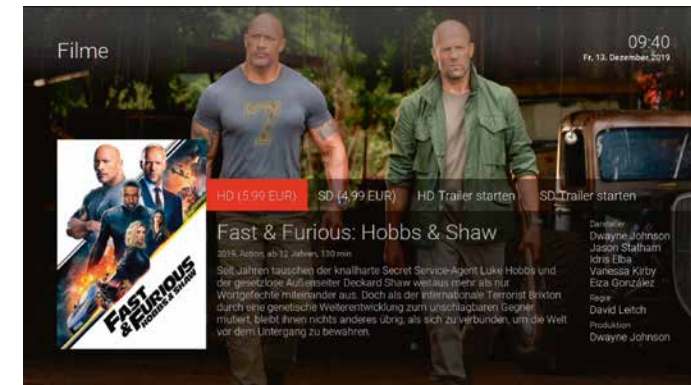 Filme
09:40
Fr, 13. Dezember 2019
7
HD (5,99 EUR) SD (4,99 EUR) HD Trailer starten SD Trailer starten
Fast & Furious: Hobbs & Shaw
2019, Action, ab 12 Jahren, 130 min
Seit Jahren tauschen der knallharte Secret Service-Agent Luke Hobbs und
der gesetzlose Außenseiter Deckard Shaw weitaus mehr als nur
Wortgefechte miteinander aus. Doch als der internationale Terrorist Brixton
durch eine genetische Weiterentwicklung zum unschlagbaren Gegner
mutiert, bleibt ihnen nichts anderes übrig, als sich zu verbünden, um die Welt
vor dem Untergang zu bewahren.
Darsteller
Dwayne Johnson
Jason Statham
Idris Elba
Vanessa Kirby
Eiza González
Regie
David Leitch
Produktion
Dwayne Johnson
FAST
& FURIOUS
HOBBS & SHAW